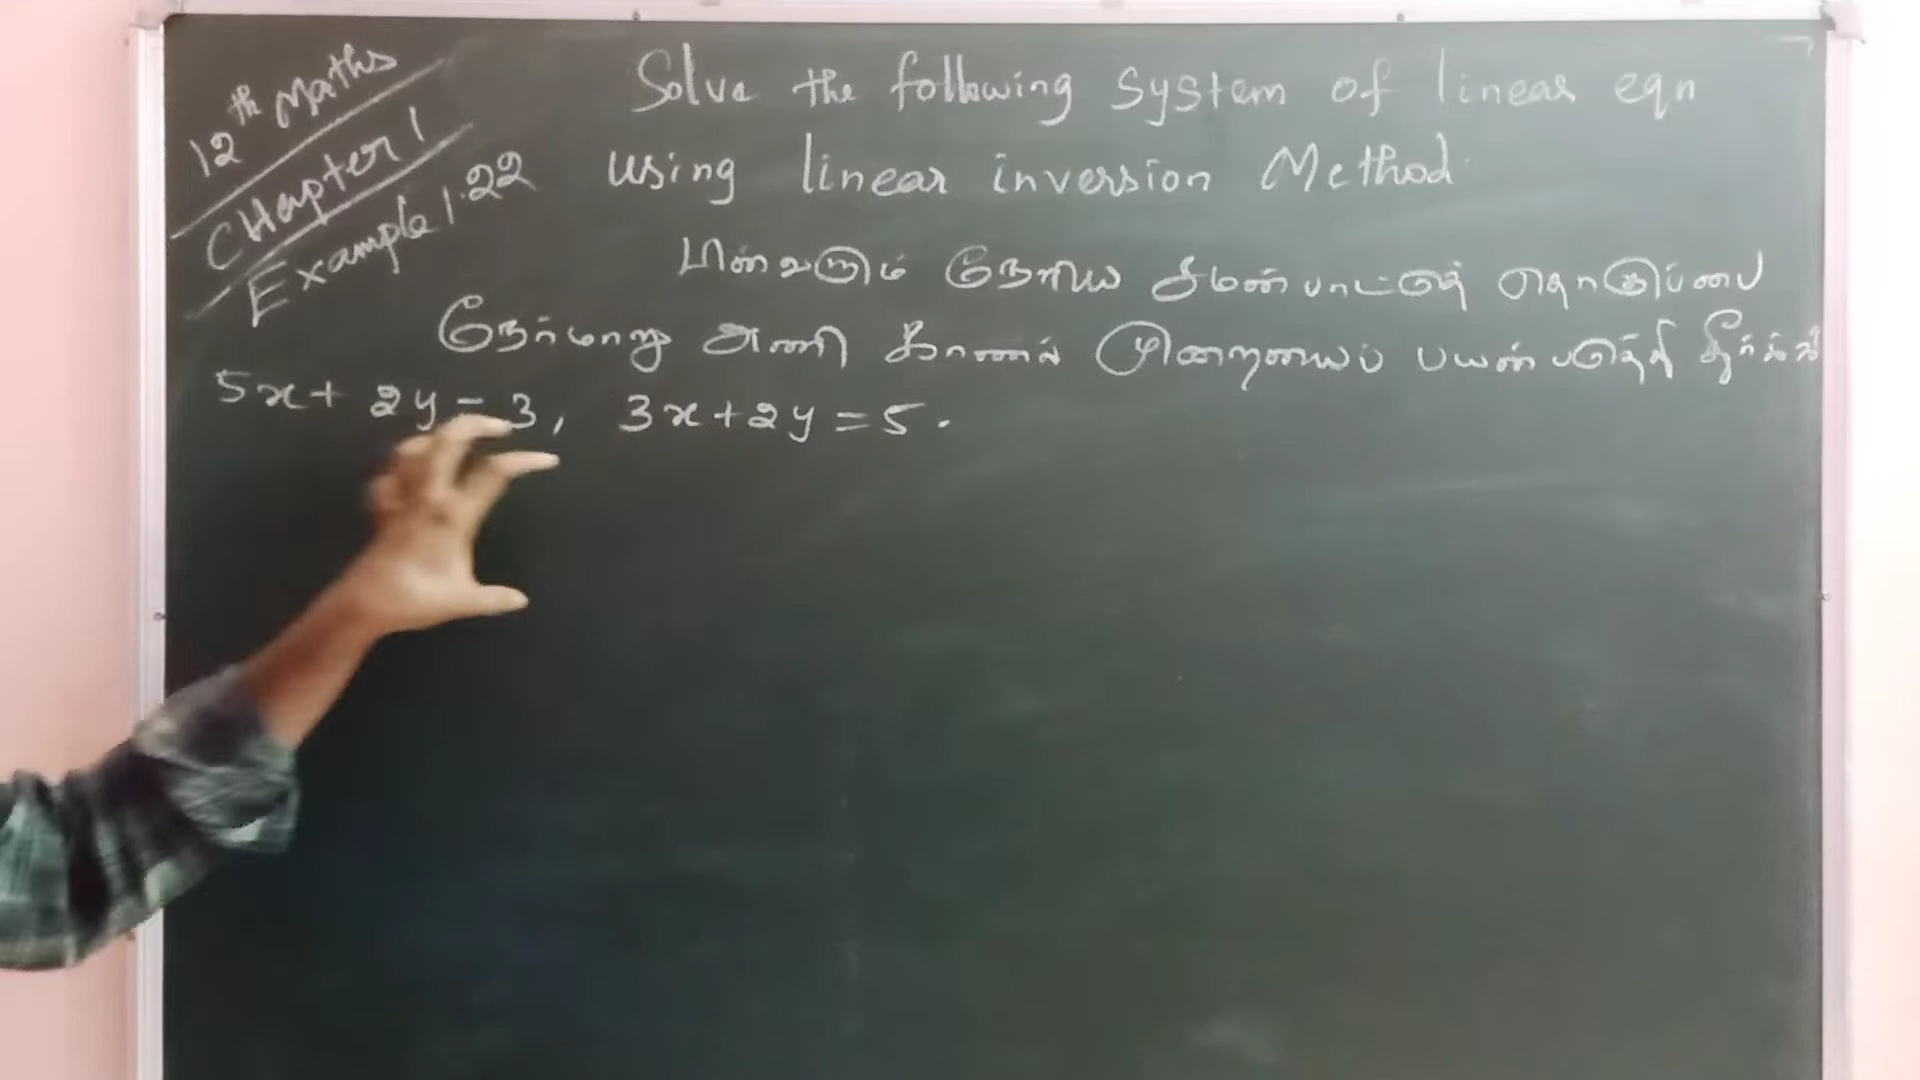 12th Maths
CHapter 1
Example 1.22
Solve the following system of linear eqn
using linear inversion Method
பின்வரும் நேரிய சமன்பாட்டுத் தொகுப்பை
நேர்மாறு அணி காணல் முறையைப் பயன்படுத்தி தீர்க்க
5x + 2y = 3, 3x + 2y = 5.